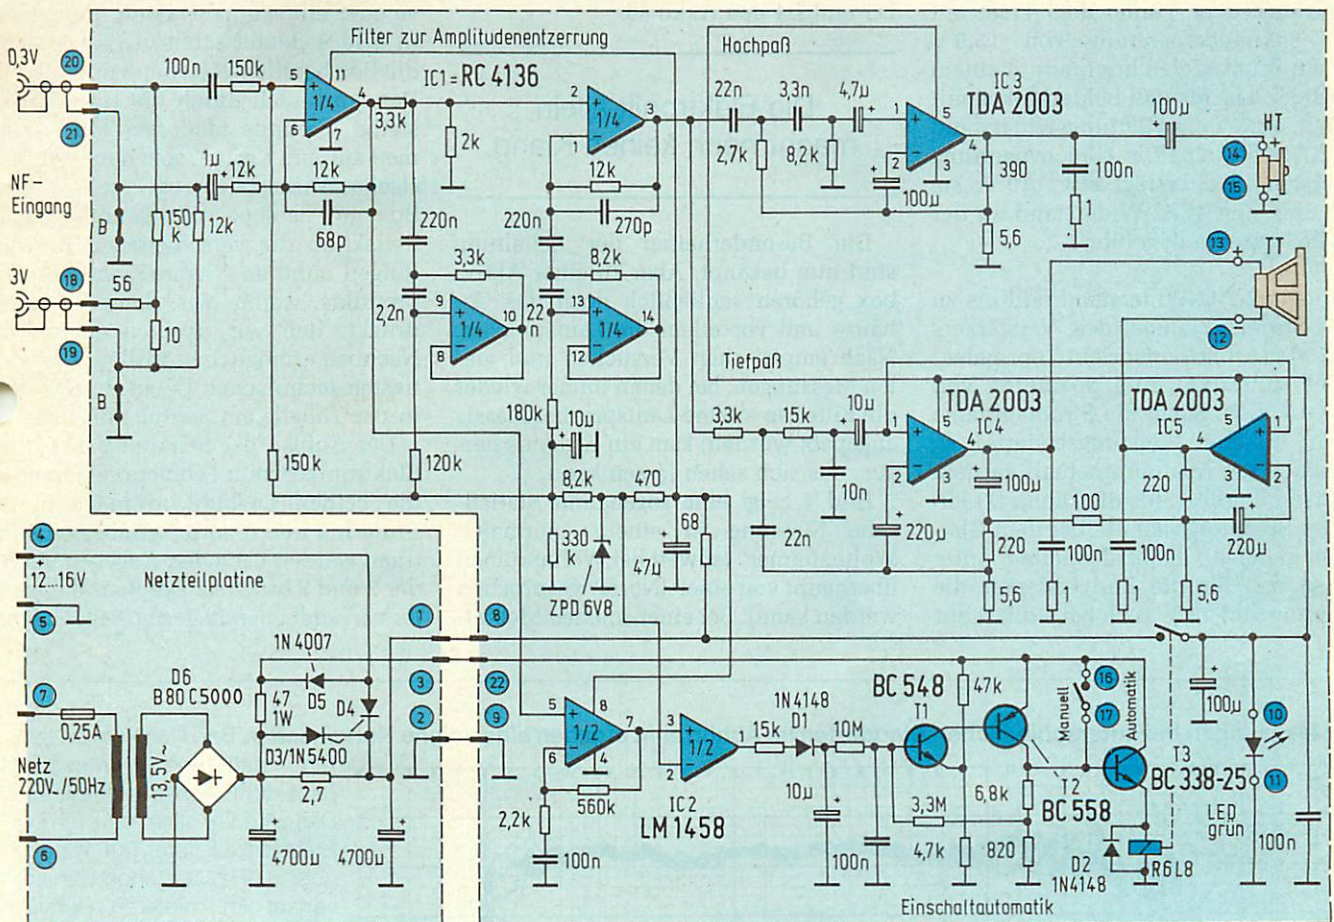 Filter zur Amplitudenentzerrung
Hochpaß
0,3V
20
21
100n
150k
5
11
1/4
4
6
7
IC1 = RC 4136
3,3k
2k
2
1/4
3
1
22n
3,3n
4,7µ
2,7k
8,2k
IC3
TDA 2003
1
5
4
2
3
100µ
390
100n
5,6
1
100µ
HT
14
15
NF-
Eingang
1µ
12k
12k
68p
150
k
12k
B
56
220n
12k
270p
220n
3V
18
19
10
B
3,3k
2,2n
9
1/4
10
8
8,2k
22n
13
1/4
14
12
13
TT
12
Tiefpaß
3,3k
15k
10µ
10n
22n
TDA 2003
IC4
1
5
4
2
3
220µ
100µ
220
5,6
100n
100
TDA 2003
IC5
5
1
4
3
2
220
220µ
100n
1
5,6
150k
120k
180k
10µ
8,2k
470
330
k
ZPD 6V8
47µ
68
4
12...16V
5
Netzteilplatine
1
8
1N 4007
D5
D4
47
1W
D3/1N5400
2,7
D6
B80C5000
7
0,25A
Netz
220V~/50Hz
6
13,5V~
4700µ
4700µ
3
2
22
9
5
1/2
8
7
6
4
560k
2,2k
100n
3
1/2
1
2
IC2
LM 1458
15k
1N4148
D1
10M
10µ
100n
BC 548
T1
47k
3,3M
4,7k
6,8k
820
T2
BC 558
Manuell
16
17
Automatik
T3
BC 338-25
D2
1N4148
R6L8
100µ
10
11
LED
grün
100n
Einschaltautomatik